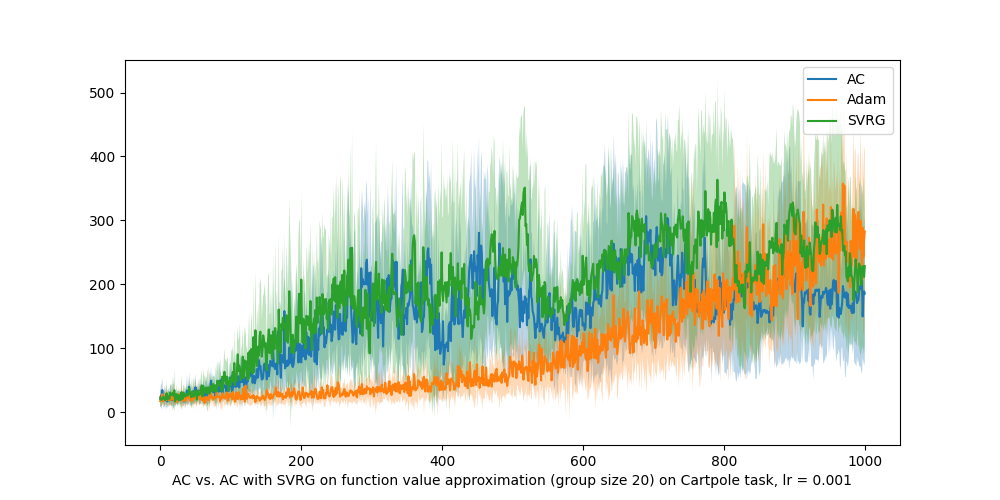 500
400
300
200
100
0
AC
Adam
SVRG
0 200 400 600 800 1000
AC vs. AC with SVRG on function value approximation (group size 20) on Cartpole task, lr = 0.001